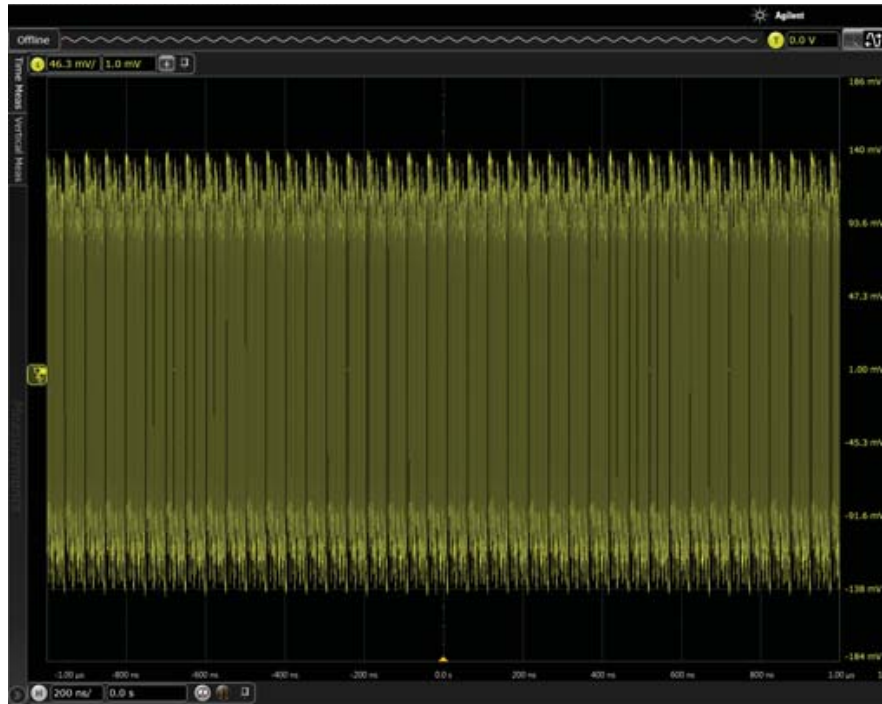 Agilent
Offline
T 0.0 V
1 46.3 mV/ 1.0 mV +
Time Meas
Vertical Meas
186 mV
140 mV
93.6 mV
47.3 mV
1.00 mV
-45.3 mV
-91.6 mV
-138 mV
-184 mV
Measurements
-1.00 µs -800 ns -600 ns -400 ns -200 ns 0.0 s 200 ns 400 ns 600 ns 800 ns 1.00 µs
H 200 ns/ 0.0 s